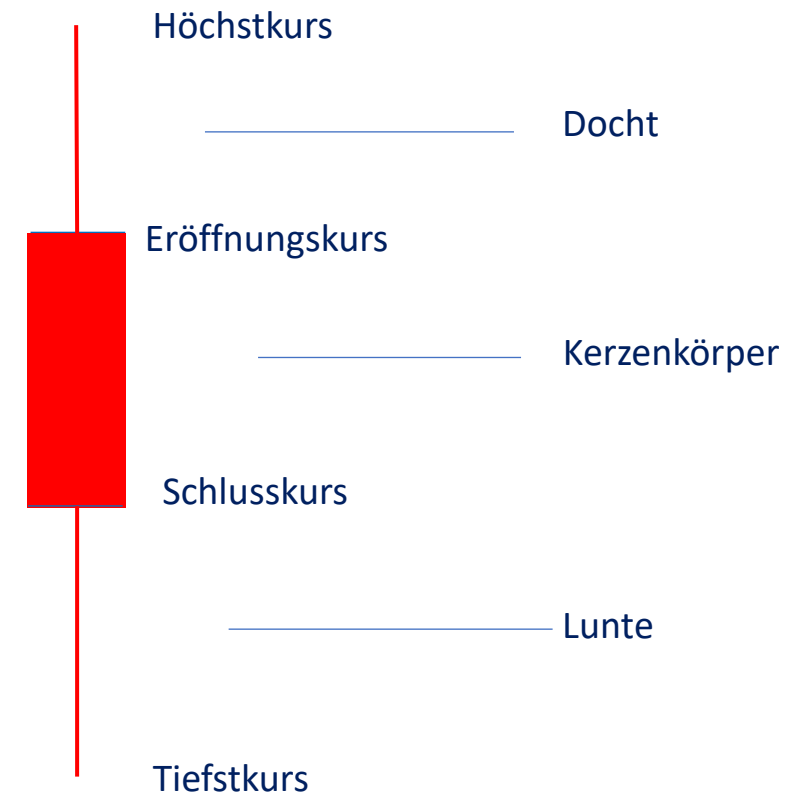 Höchstkurs
Docht
Eröffnungskurs
Kerzenkörper
Schlusskurs
Lunte
Tiefstkurs